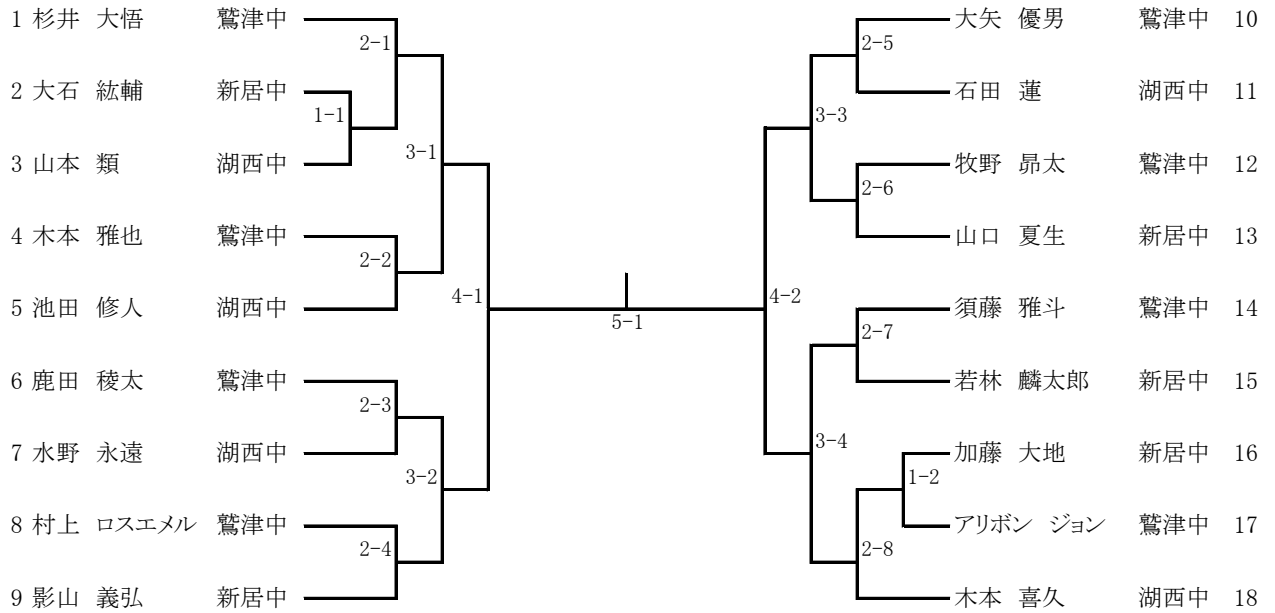 1 杉井 大悟 鷲津中
2-1
2 大石 紘輔 新居中
1-1
3 山本 類 湖西中
3-1
4 木本 雅也 鷲津中
2-2
5 池田 修人 湖西中
4-1
6 鹿田 稜太 鷲津中
2-3
7 水野 永遠 湖西中
3-2
8 村上 ロスエメル 鷲津中
2-4
9 影山 義弘 新居中
5-1
大矢 優男 鷲津中 10
2-5
石田 蓮 湖西中 11
3-3
牧野 昴太 鷲津中 12
2-6
山口 夏生 新居中 13
4-2
須藤 雅斗 鷲津中 14
2-7
若林 麟太郎 新居中 15
3-4
加藤 大地 新居中 16
1-2
アリボン ジョン 鷲津中 17
2-8
木本 喜久 湖西中 18